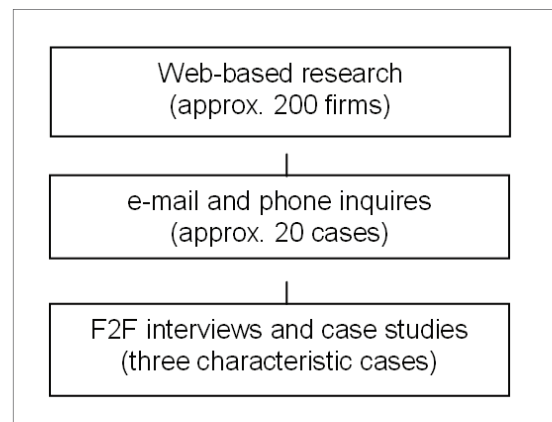 Web-based research
(approx. 200 firms)
e-mail and phone inquires
(approx. 20 cases)
F2F interviews and case studies
(three characteristic cases)